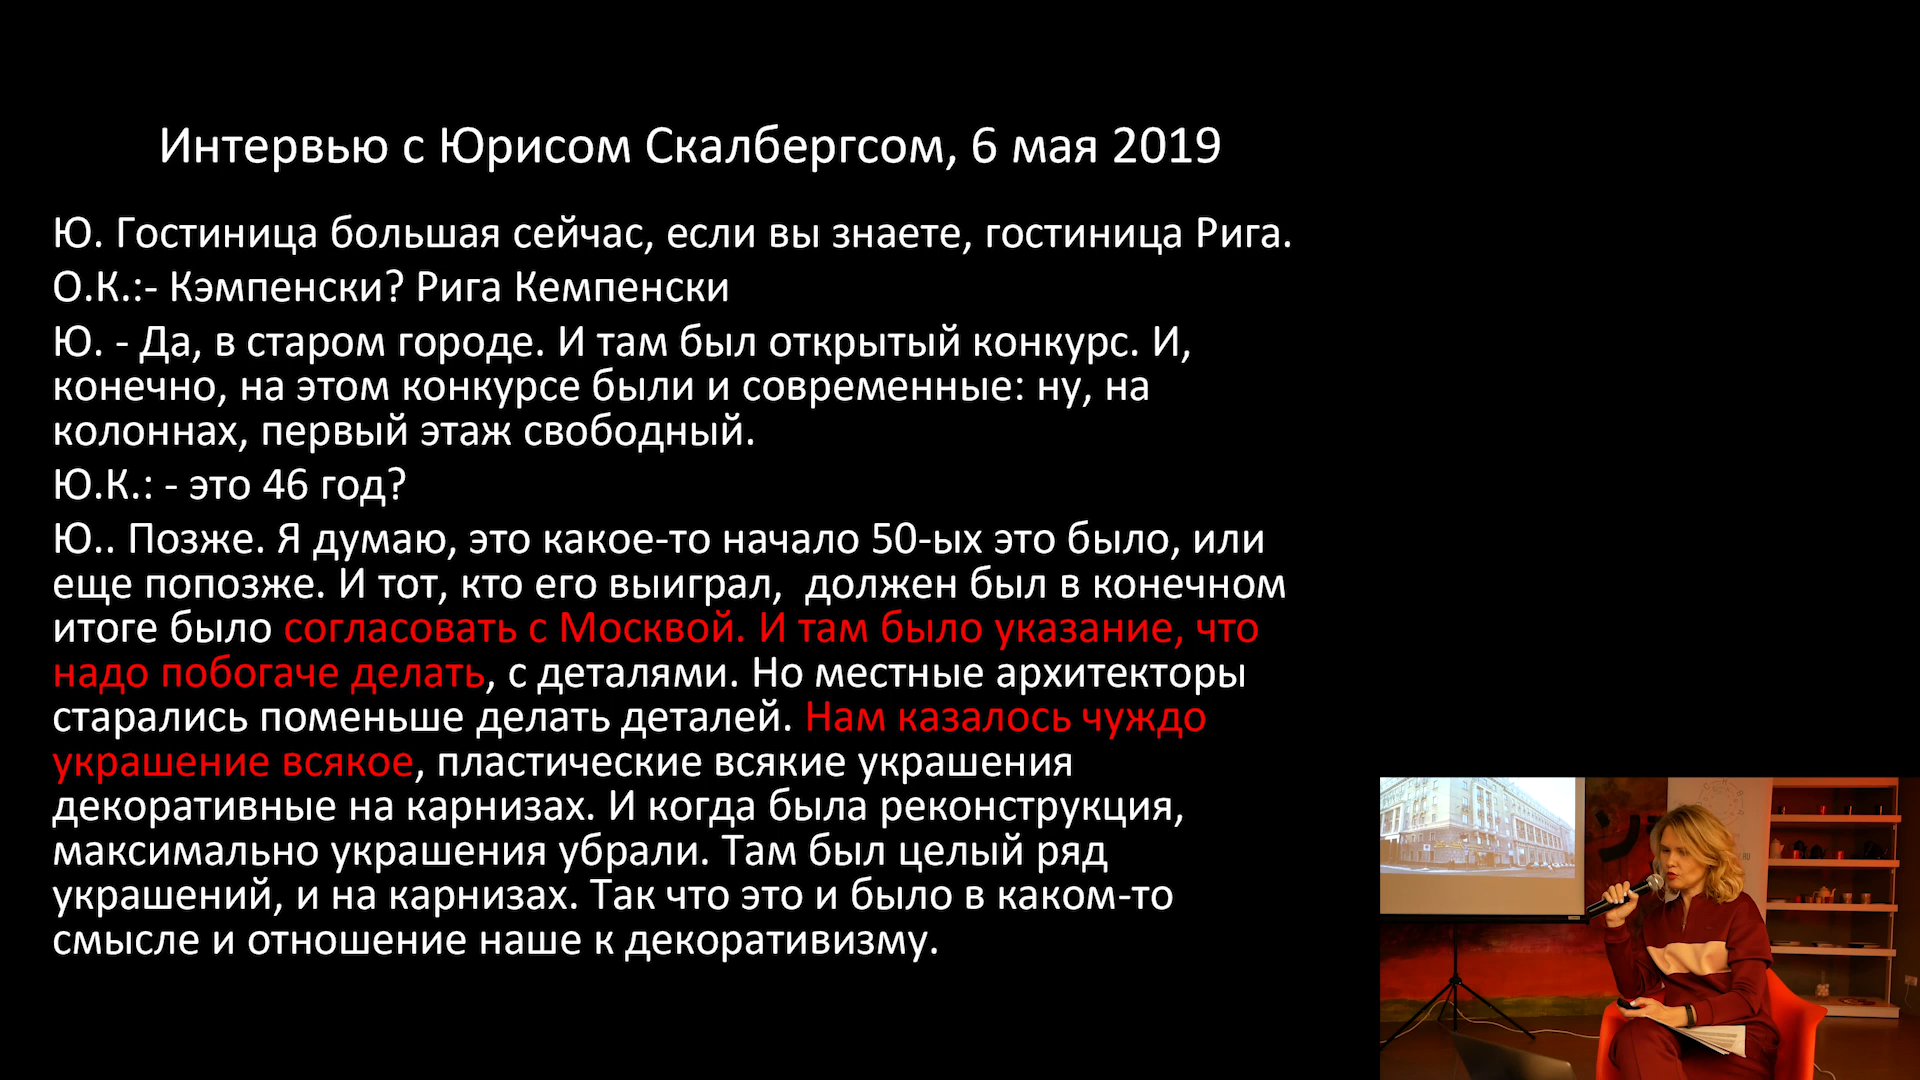 Интервью с Юрисом Скалбергсом, 6 мая 2019
Ю. Гостиница большая сейчас, если вы знаете, гостиница Рига.
О.К.:- Кэмпенски? Рига Кемпенски
Ю. - Да, в старом городе. И там был открытый конкурс. И,
конечно, на этом конкурсе были и современные: ну, на
колоннах, первый этаж свободный.
Ю.К.: - это 46 год?
Ю.. Позже. Я думаю, это какое-то начало 50-ых это было, или
еще попозже. И тот, кто его выиграл,  должен был в конечном
итоге было согласовать с Москвой. И там было указание, что
надо побогаче делать, с деталями. Но местные архитекторы
старались поменьше делать деталей. Нам казалось чуждо
украшение всякое, пластические всякие украшения
декоративные на карнизах. И когда была реконструкция,
максимально украшения убрали. Там был целый ряд
украшений, и на карнизах. Так что это и было в каком-то
смысле и отношение наше к декоративизму.